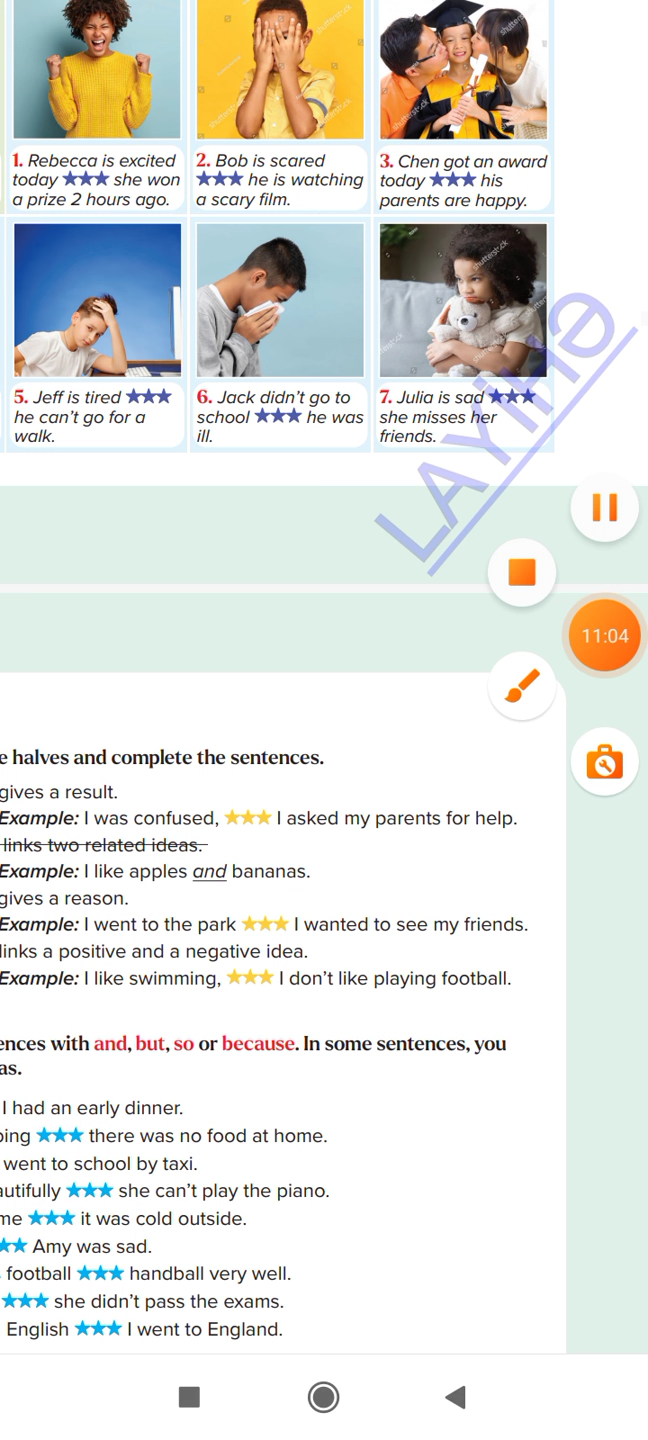 1. Rebecca is excited
today ★★★ she won
a prize 2 hours ago.
2. Bob is scared
★★★ he is watching
a scary film.
3. Chen got an award
today ★★★ his
parents are happy.
5. Jeff is tired ★★★
he can't go for a
walk.
6. Jack didn't go to
school ★★★ he was
ill.
7. Julia is sad ★★★
she misses her
friends.
LAYİHƏ
11:04
e halves and complete the sentences.
gives a result.
Example: I was confused, ★★★ I asked my parents for help.
links two related ideas.
Example: I like apples and bananas.
gives a reason.
Example: I went to the park ★★★ I wanted to see my friends.
links a positive and a negative idea.
Example: I like swimming, ★★★ I don't like playing football.
ences with and, but, so or because. In some sentences, you
as.
I had an early dinner.
ping ★★★ there was no food at home.
went to school by taxi.
autifully ★★★ she can't play the piano.
me ★★★ it was cold outside.
★★ Amy was sad.
football ★★★ handball very well.
★★★ she didn't pass the exams.
English ★★★ I went to England.